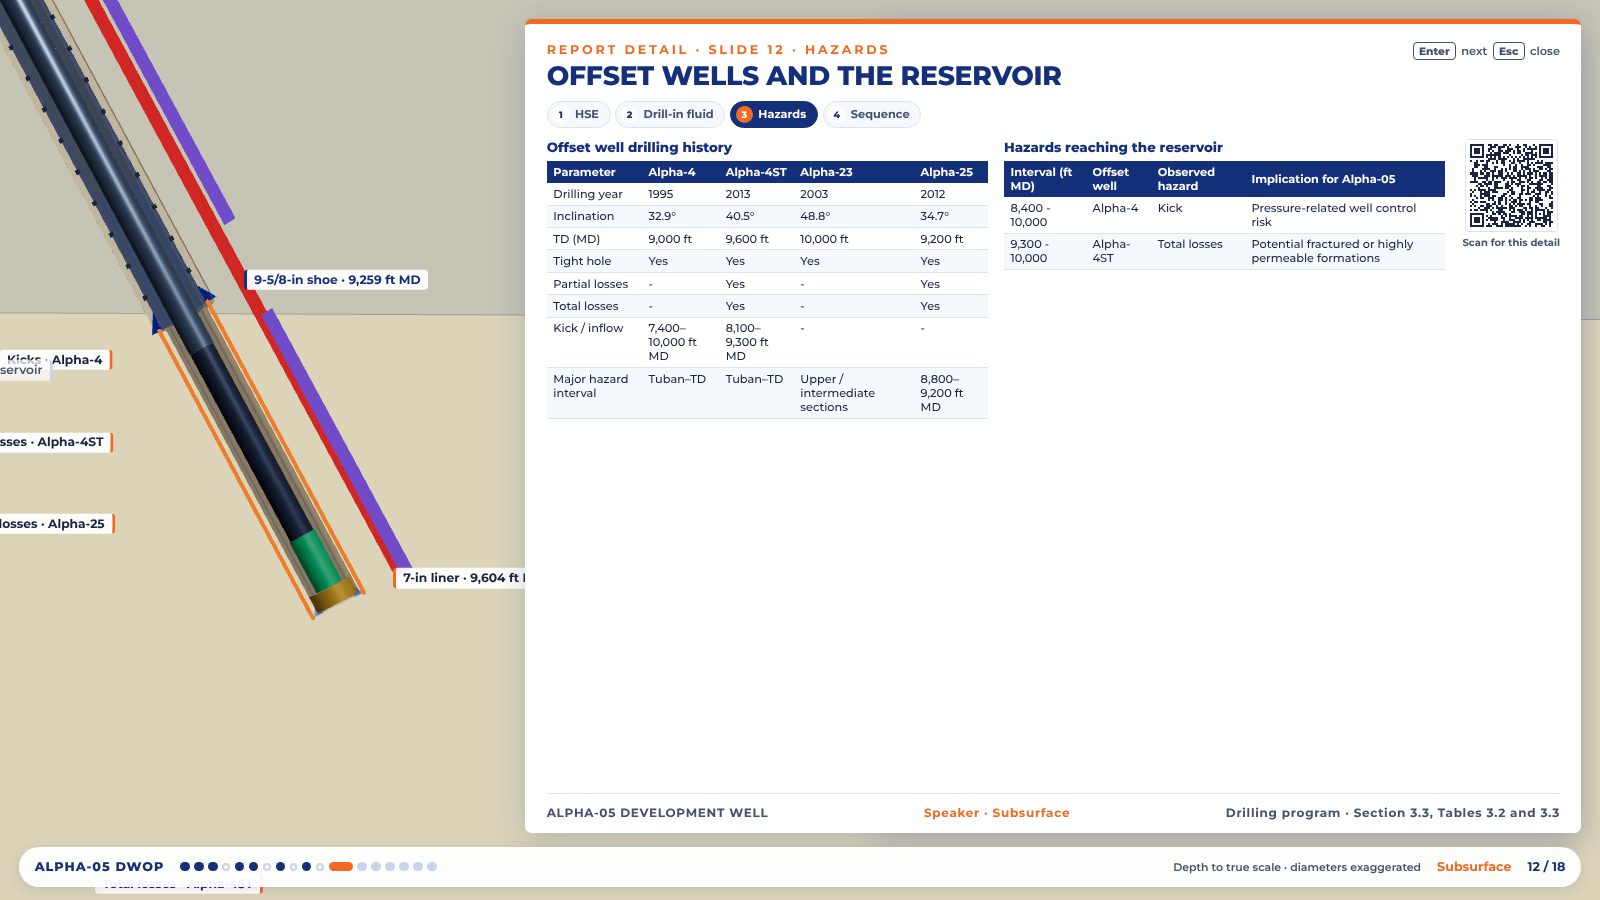 REPORT DETAIL · SLIDE 12 · HAZARDS
Enter next Esc close
OFFSET WELLS AND THE RESERVOIR
1 HSE 2 Drill-in fluid 3 Hazards 4 Sequence
Offset well drilling history
Parameter Alpha-4 Alpha-4ST Alpha-23 Alpha-25
Drilling year 1995 2013 2003 2012
Inclination 32.9° 40.5° 48.8° 34.7°
TD (MD) 9,000 ft 9,600 ft 10,000 ft 9,200 ft
Tight hole Yes Yes Yes Yes
Partial losses - Yes - Yes
Total losses - Yes - Yes
Kick / inflow 7,400– 8,100– - -
10,000 ft 9,300 ft
MD MD
Major hazard Tuban–TD Tuban–TD Upper / 8,800–
interval intermediate 9,200 ft
sections MD
Hazards reaching the reservoir
Interval (ft Offset Observed Implication for Alpha-05
MD) well hazard
8,400 - Alpha-4 Kick Pressure-related well control
10,000 risk
9,300 - Alpha- Total losses Potential fractured or highly
10,000 4ST permeable formations
Scan for this detail
9-5/8-in shoe · 9,259 ft MD
Kicks · Alpha-4
servoir
sses · Alpha-4ST
losses · Alpha-25
7-in liner · 9,604 ft
ALPHA-05 DEVELOPMENT WELL Speaker · Subsurface Drilling program · Section 3.3, Tables 3.2 and 3.3
ALPHA-05 DWOP Depth to true scale · diameters exaggerated Subsurface 12 / 18
Total losses · Alpha-4ST